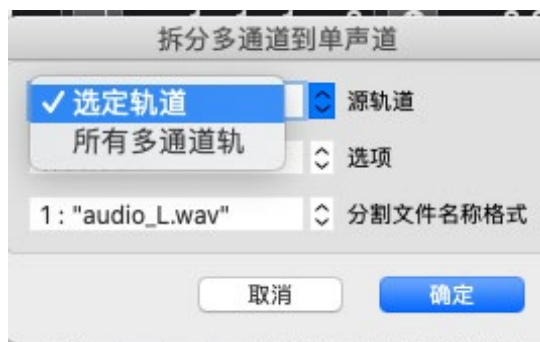 拆分多通道到单声道
✓ 选定轨道
源轨道
所有多通道轨
选项
1 : "audio_L.wav"
分割文件名称格式
取消
确定